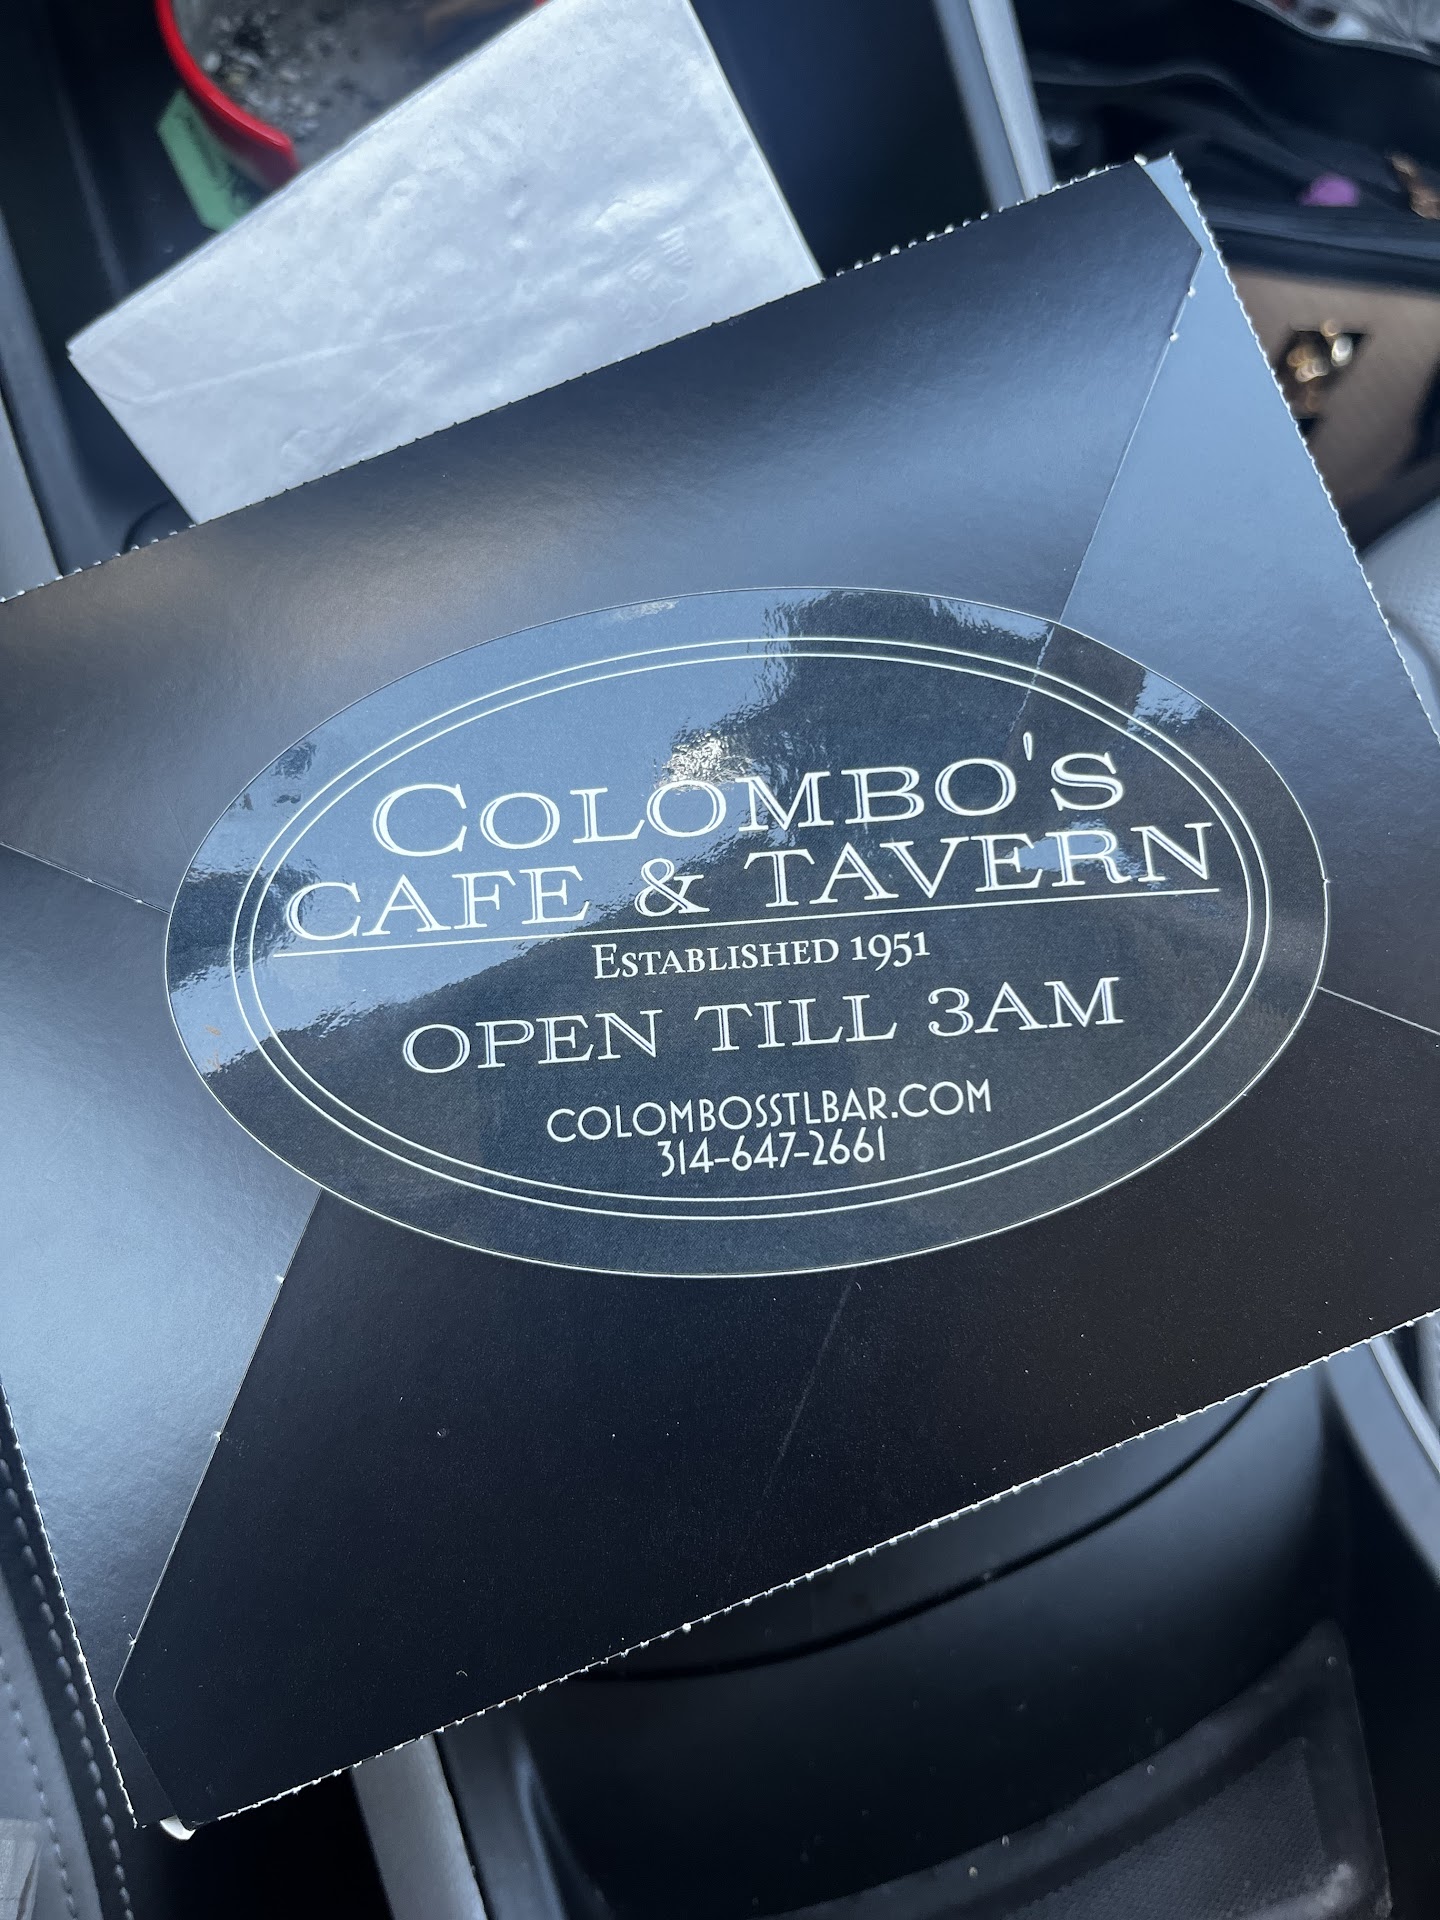 COLOMBO'S
CAFE & TAVERN
ESTABLISHED 1951
OPEN TILL 3AM
COLOMBOSSTLBAR.COM
314-647-2661